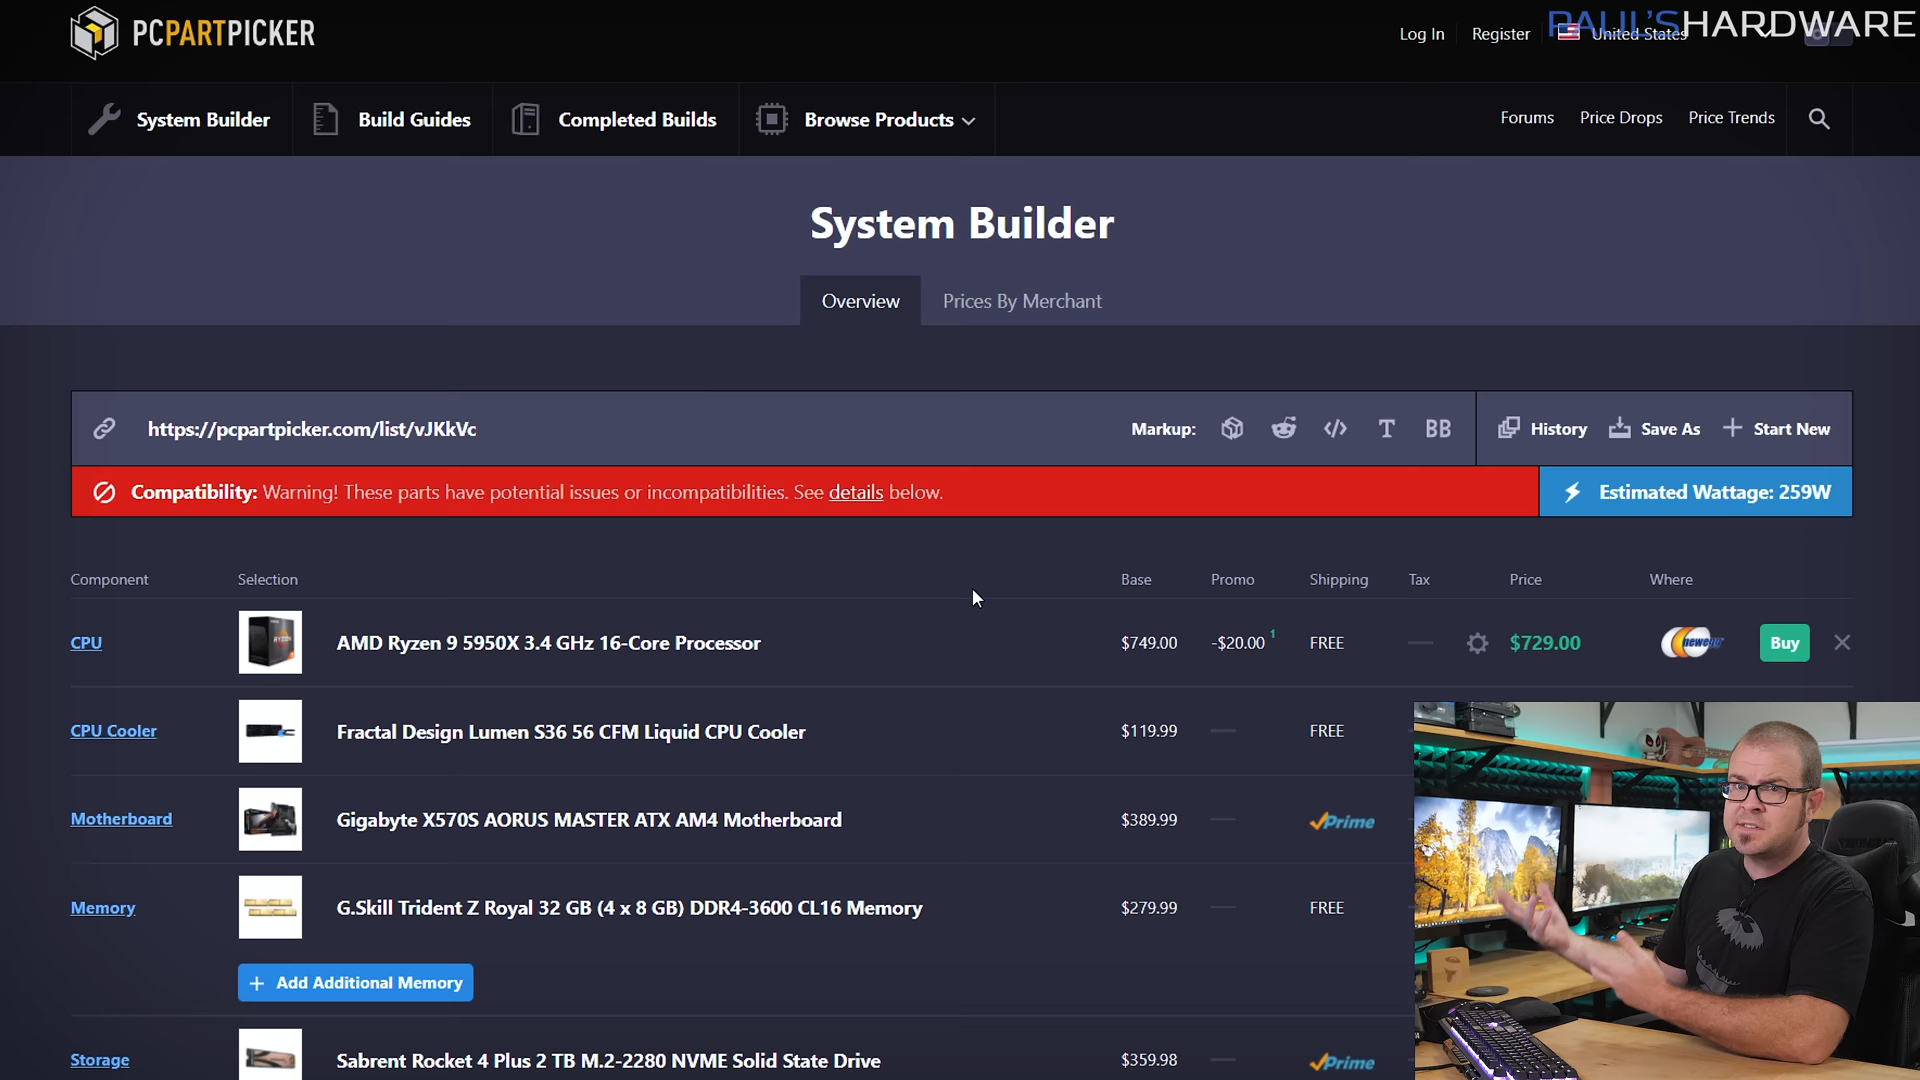 PCPARTPICKER
Log In
Register
United States
PAUL'SHARDWARE
System Builder
Build Guides
Completed Builds
Browse Products
Forums
Price Drops
Price Trends
System Builder
Overview
Prices By Merchant
https://pcpartpicker.com/list/vJKkVc
Markup:
T
BB
History
Save As
+ Start New
Compatibility: Warning! These parts have potential issues or incompatibilities. See details below.
Estimated Wattage: 259W
Component
Selection
Base
Promo
Shipping
Tax
Price
Where
CPU
AMD Ryzen 9 5950X 3.4 GHz 16-Core Processor
$749.00
-$20.00 1
FREE
$729.00
newegg
Buy
CPU Cooler
Fractal Design Lumen S36 56 CFM Liquid CPU Cooler
$119.99
FREE
Motherboard
Gigabyte X570S AORUS MASTER ATX AM4 Motherboard
$389.99
Prime
Memory
G.Skill Trident Z Royal 32 GB (4 x 8 GB) DDR4-3600 CL16 Memory
$279.99
FREE
+ Add Additional Memory
Storage
Sabrent Rocket 4 Plus 2 TB M.2-2280 NVME Solid State Drive
$359.98
Prime